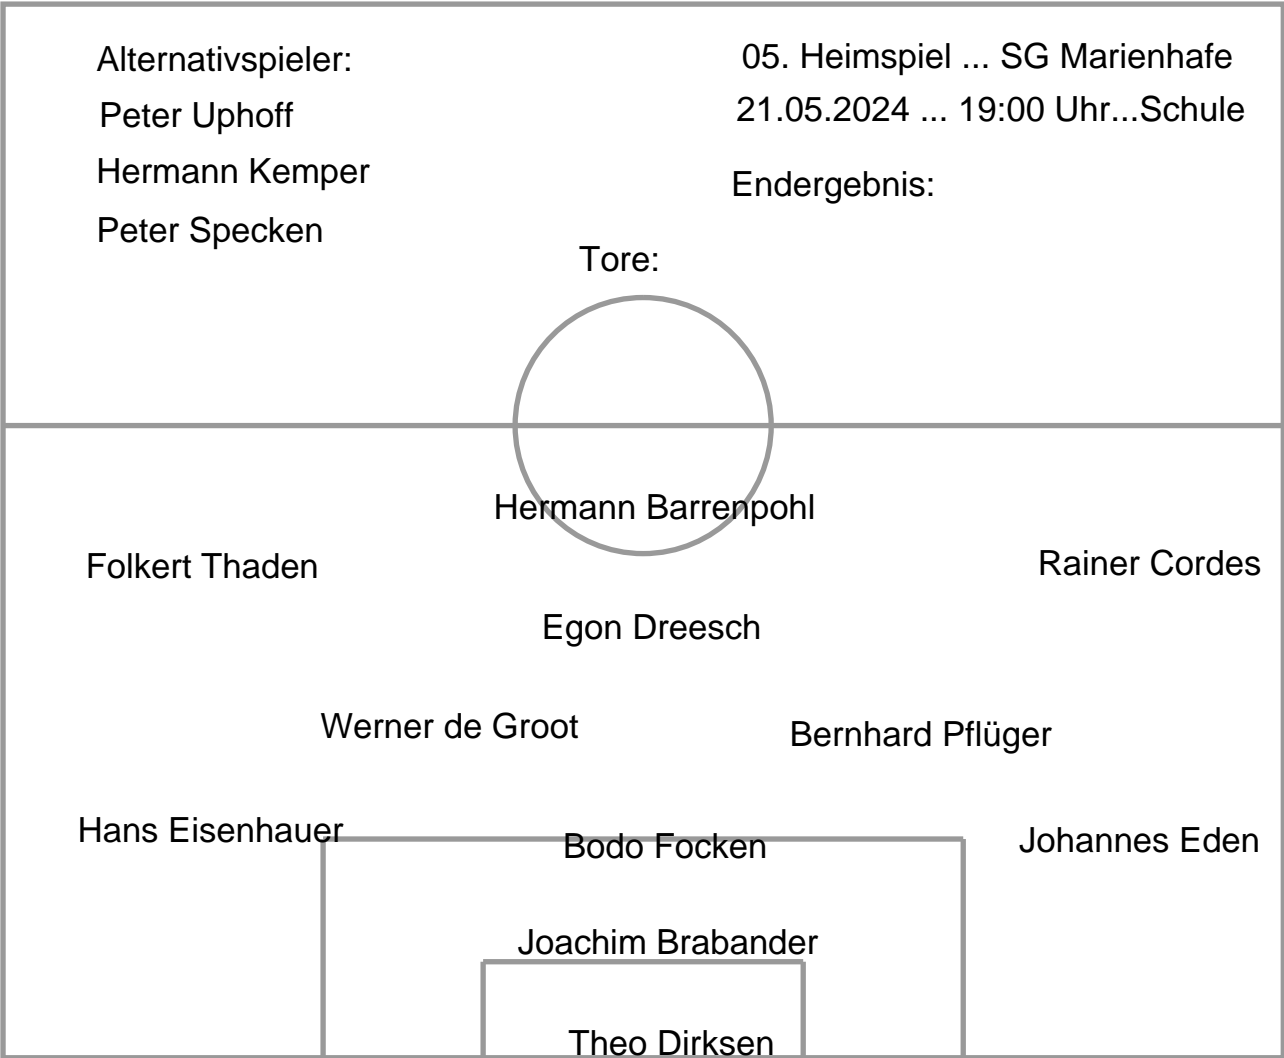 Alternativspieler:
Peter Uphoff
Hermann Kemper
Peter Specken
05. Heimspiel ... SG Marienhafe
21.05.2024 ... 19:00 Uhr...Schule
Endergebnis:
Tore:
Hermann Barrenpohl
Folkert Thaden
Rainer Cordes
Egon Dreesch
Werner de Groot
Bernhard Pflüger
Hans Eisenhauer
Bodo Focken
Johannes Eden
Joachim Brabander
Theo Dirksen